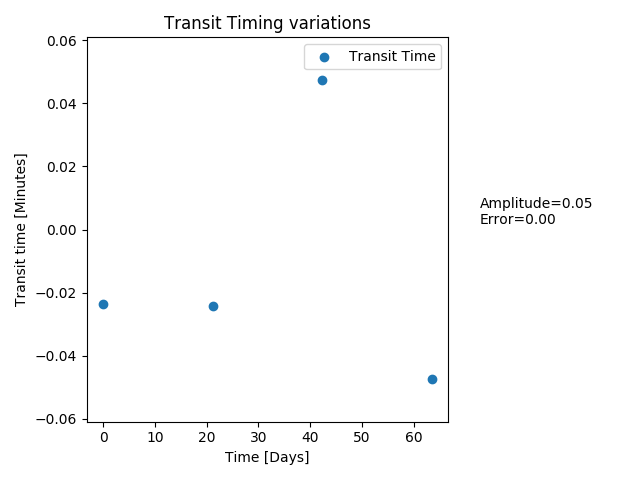 Transit Timing variations
Transit Time
0.06
0.04
0.02
0.00
−0.02
−0.04
−0.06
Transit time [Minutes]
0
10
20
30
40
50
60
Time [Days]
Amplitude=0.05
Error=0.00